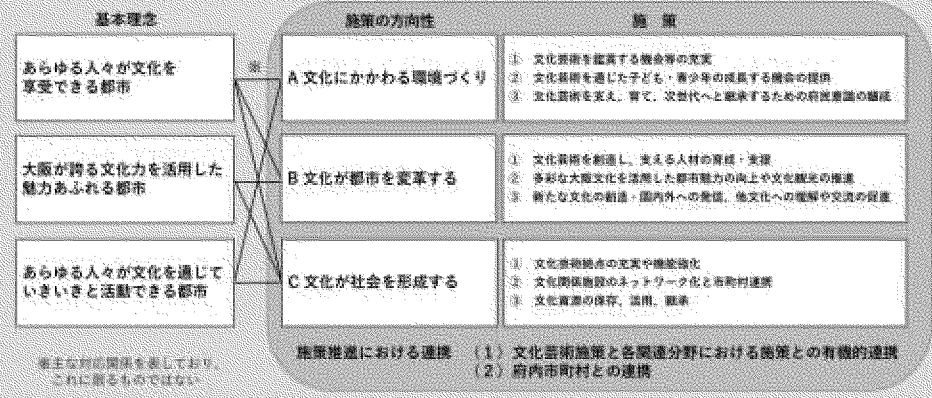 基本理念
施策の方向性
施 策
あらゆる人々が文化を
享受できる都市
※
A 文化にかかわる環境づくり
① 文化芸術を鑑賞する機会等の充実
② 文化芸術を通じた子ども・青少年の成長する機会の提供
③ 文化芸術を支え、育て、次世代へと継承するための府民意識の醸成
大阪が誇る文化力を活用した
魅力あふれる都市
B 文化が都市を変革する
① 文化芸術を創造し、支える人材の育成・支援
② 多彩な大阪文化を活用した都市魅力の向上や文化観光の推進
③ 新たな文化の創造・国内外への発信、他文化への理解や交流の促進
あらゆる人々が文化を通じて
いきいきと活動できる都市
C 文化が社会を形成する
① 文化芸術拠点の充実や機能強化
② 文化関係施設のネットワーク化と市町村連携
③ 文化資源の保存、活用、継承
※主な対応関係を表しており、
これに限るものではない
施策推進における連携 (1) 文化芸術施策と各関連分野における施策との有機的連携
(2) 府内市町村との連携